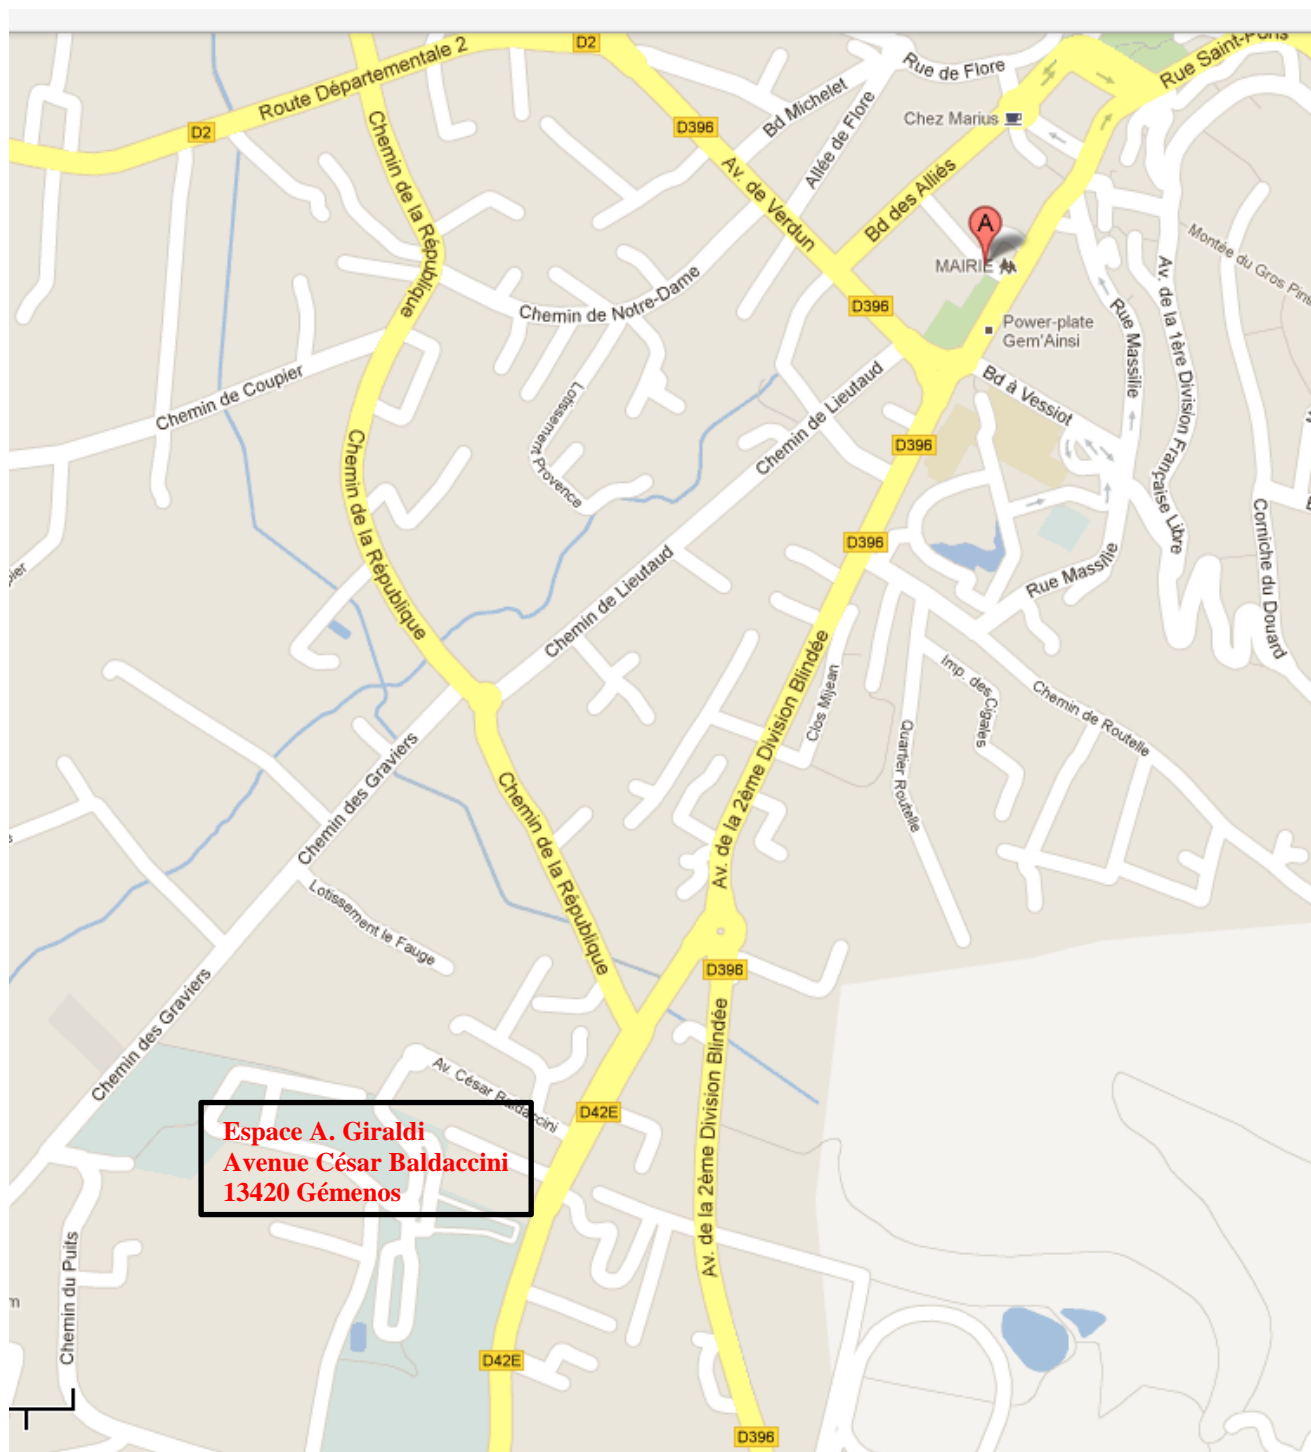 D2
Route Départementale 2
D2
Rue de Flore
Rue Saint-Pons
Chez Marius
Bd Michelet
D396
Allée de Flore
Chemin de la République
Av. de Verdun
Bd des Alliés
A
MAIRIE
Montée du Gros Pins
Av. de la 1ère Division Française Libre
Chemin de Notre-Dame
D396
Power-plate
Gem'Ainsi
Rue Massilie
Bd à Vessiot
Chemin de Coupier
Lotissement Provence
Chemin de Lieutaud
D396
Chemin de la République
Corniche du Douard
D396
pier
Chemin de Lieutaud
Rue Massilie
Imp. des Cigales
Clos Mijean
Chemin de Routelle
Quartier Routelle
Av. de la 2ème Division Blindée
Chemin des Graviers
Chemin de la République
Lotissement le Fauge
D396
Chemin des Graviers
Av. de la 2ème Division Blindée
Av. César Baldaccini
D42E
Espace A. Giraldi
Avenue César Baldaccini
13420 Gémenos
Chemin du Puits
m
D42E
D396